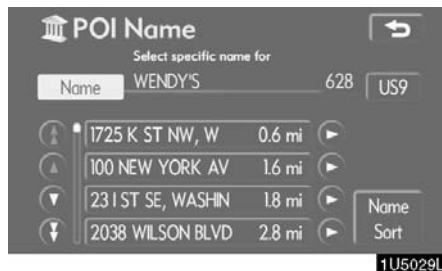 POI Name
Select specific name for
Name WENDY'S 628 US9
1725 K ST NW, W 0.6 mi
100 NEW YORK AV 1.6 mi
23 I ST SE, WASHIN 1.8 mi
2038 WILSON BLVD 2.8 mi
Name Sort
1U5029L